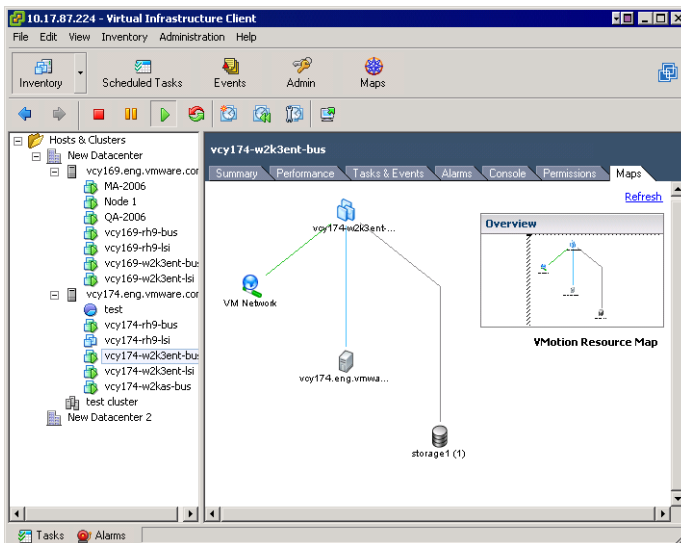 10.17.87.224 - Virtual Infrastructure Client
File Edit View Inventory Administration Help
Inventory Scheduled Tasks Events Admin Maps
Hosts & Clusters
New Datacenter
vcy169.eng.vmware.cor
MA-2006
Node 1
QA-2006
vcy169-rh9-bus
vcy169-rh9-lsi
vcy169-w2k3ent-bu
vcy169-w2k3ent-lsi
vcy174.eng.vmware.cor
test
vcy174-rh9-bus
vcy174-rh9-lsi
vcy174-w2k3ent-bu
vcy174-w2k3ent-lsi
vcy174-w2kas-bus
test cluster
New Datacenter 2
vcy174-w2k3ent-bus
Summary Performance Tasks & Events Alarms Console Permissions Maps
Refresh
vcy174-w2k3ent-...
VM Network
vcy174.eng.vmwa...
storage1 (1)
Overview
VMotion Resource Map
Tasks Alarms